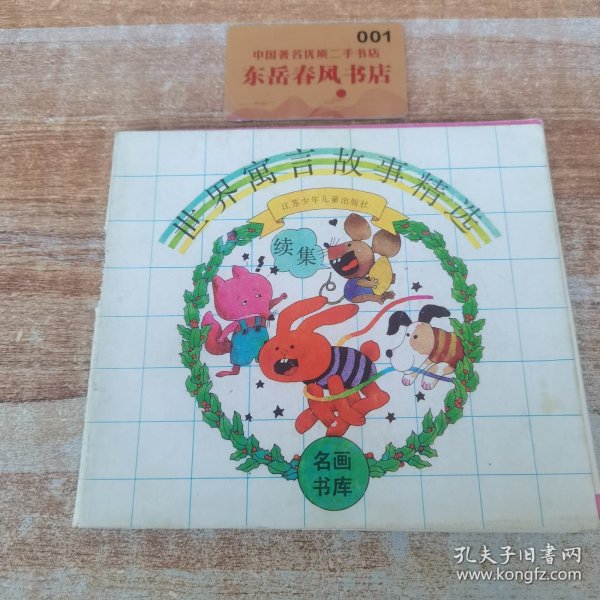 001
中国著名优质二手书店
东岳春风书店
世界寓言故事精选
江苏少年儿童出版社
续集
名画
书库
孔夫子旧书网
www.kongfz.com